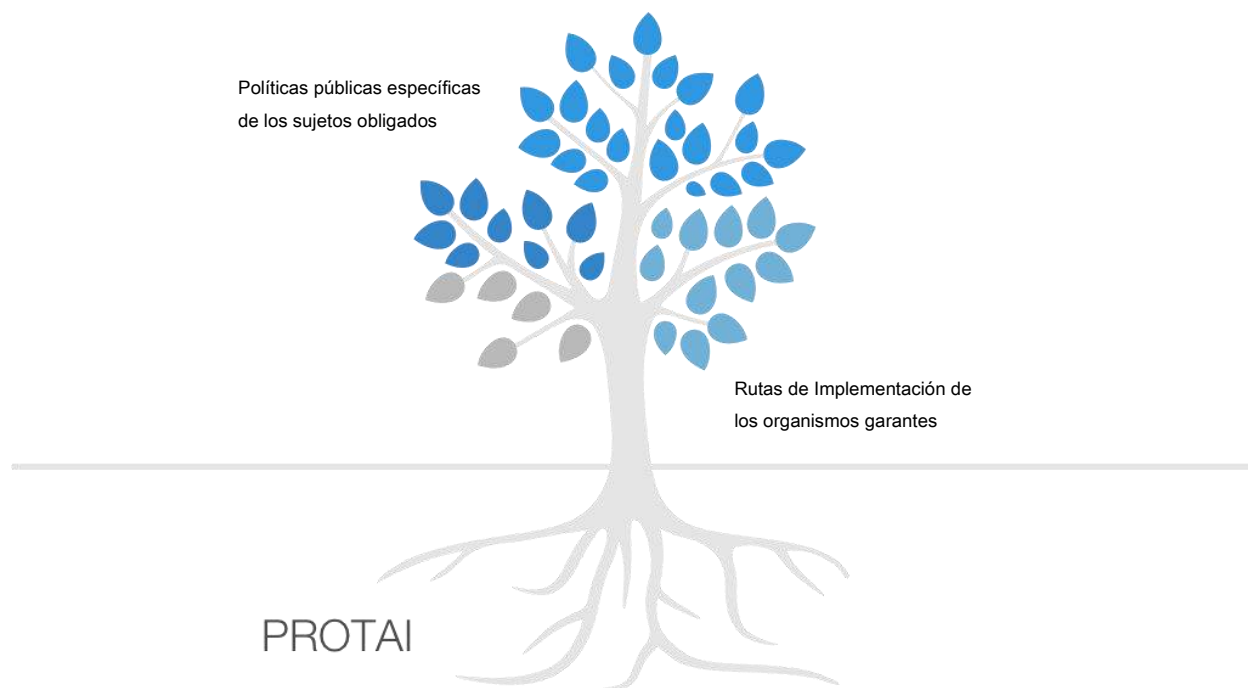 Políticas públicas específicas
de los sujetos obligados
Rutas de Implementación de
los organismos garantes
PROTAI